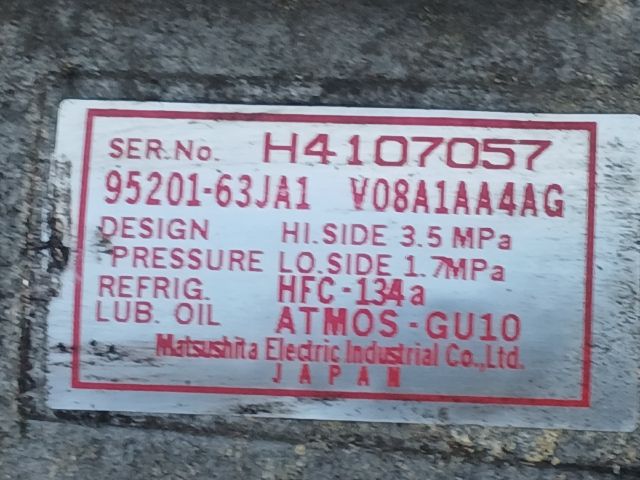 SER.No. H4107057
95201-63JA1 V08A1AA4AG
DESIGN HI.SIDE 3.5 MPa
PRESSURE LO.SIDE 1.7MPa
REFRIG. HFC-134a
LUB. OIL ATMOS-GU10
Matsushita Electric Industrial Co.,Ltd.
JAPAN